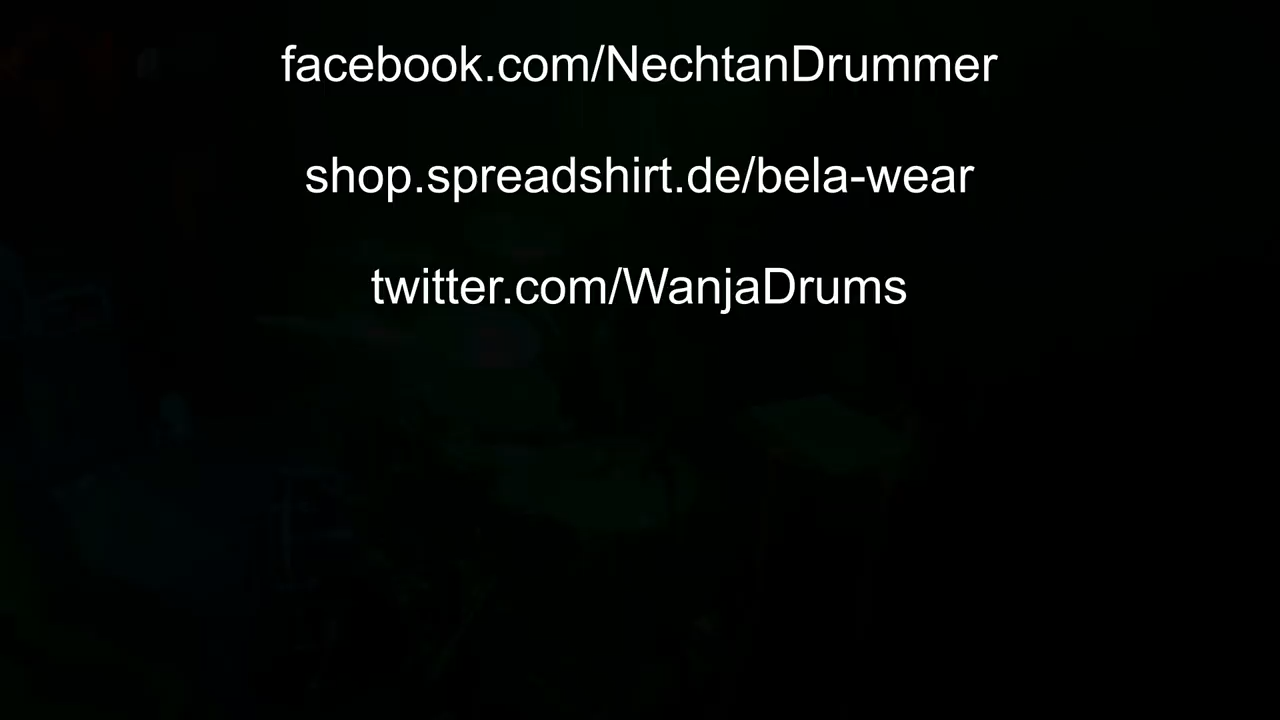 facebook.com/NechtanDrummer
shop.spreadshirt.de/bela-wear
twitter.com/WanjaDrums